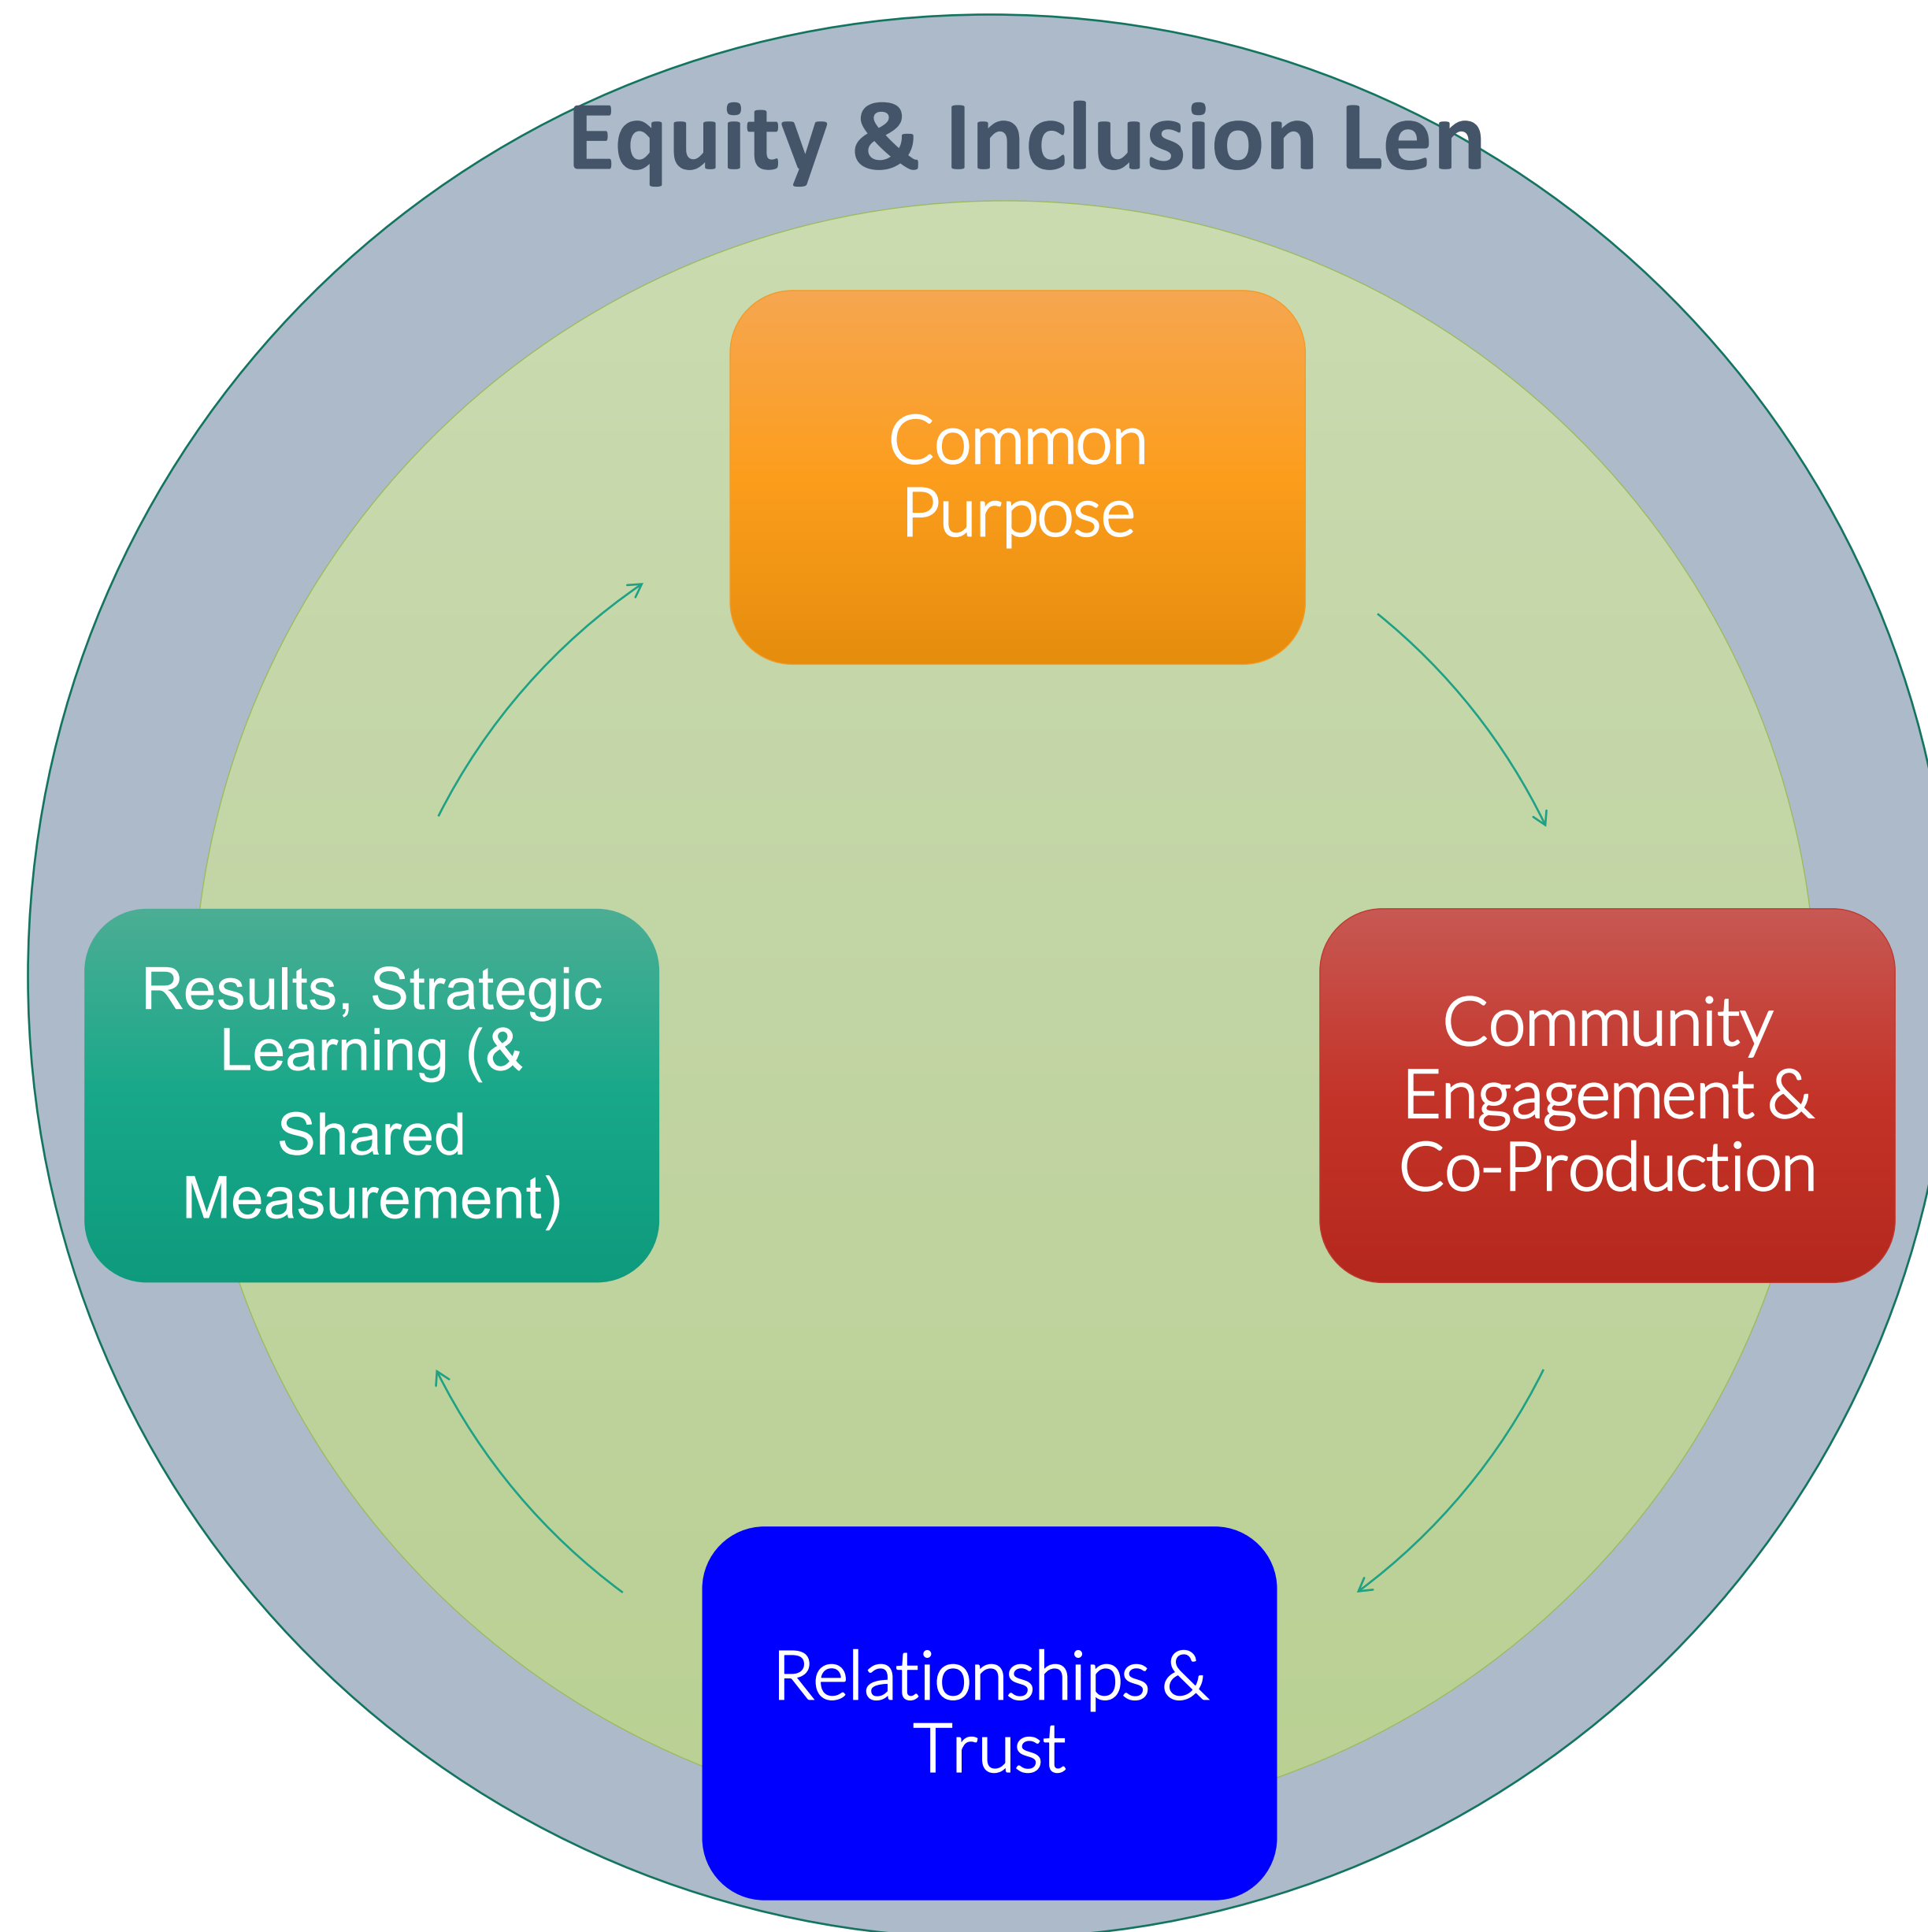 Equity & Inclusion Len
Common
Purpose
Results, Strategic
Learning (&
Shared
Measurement)
Community
Engagement &
Co-Production
Relationships &
Trust